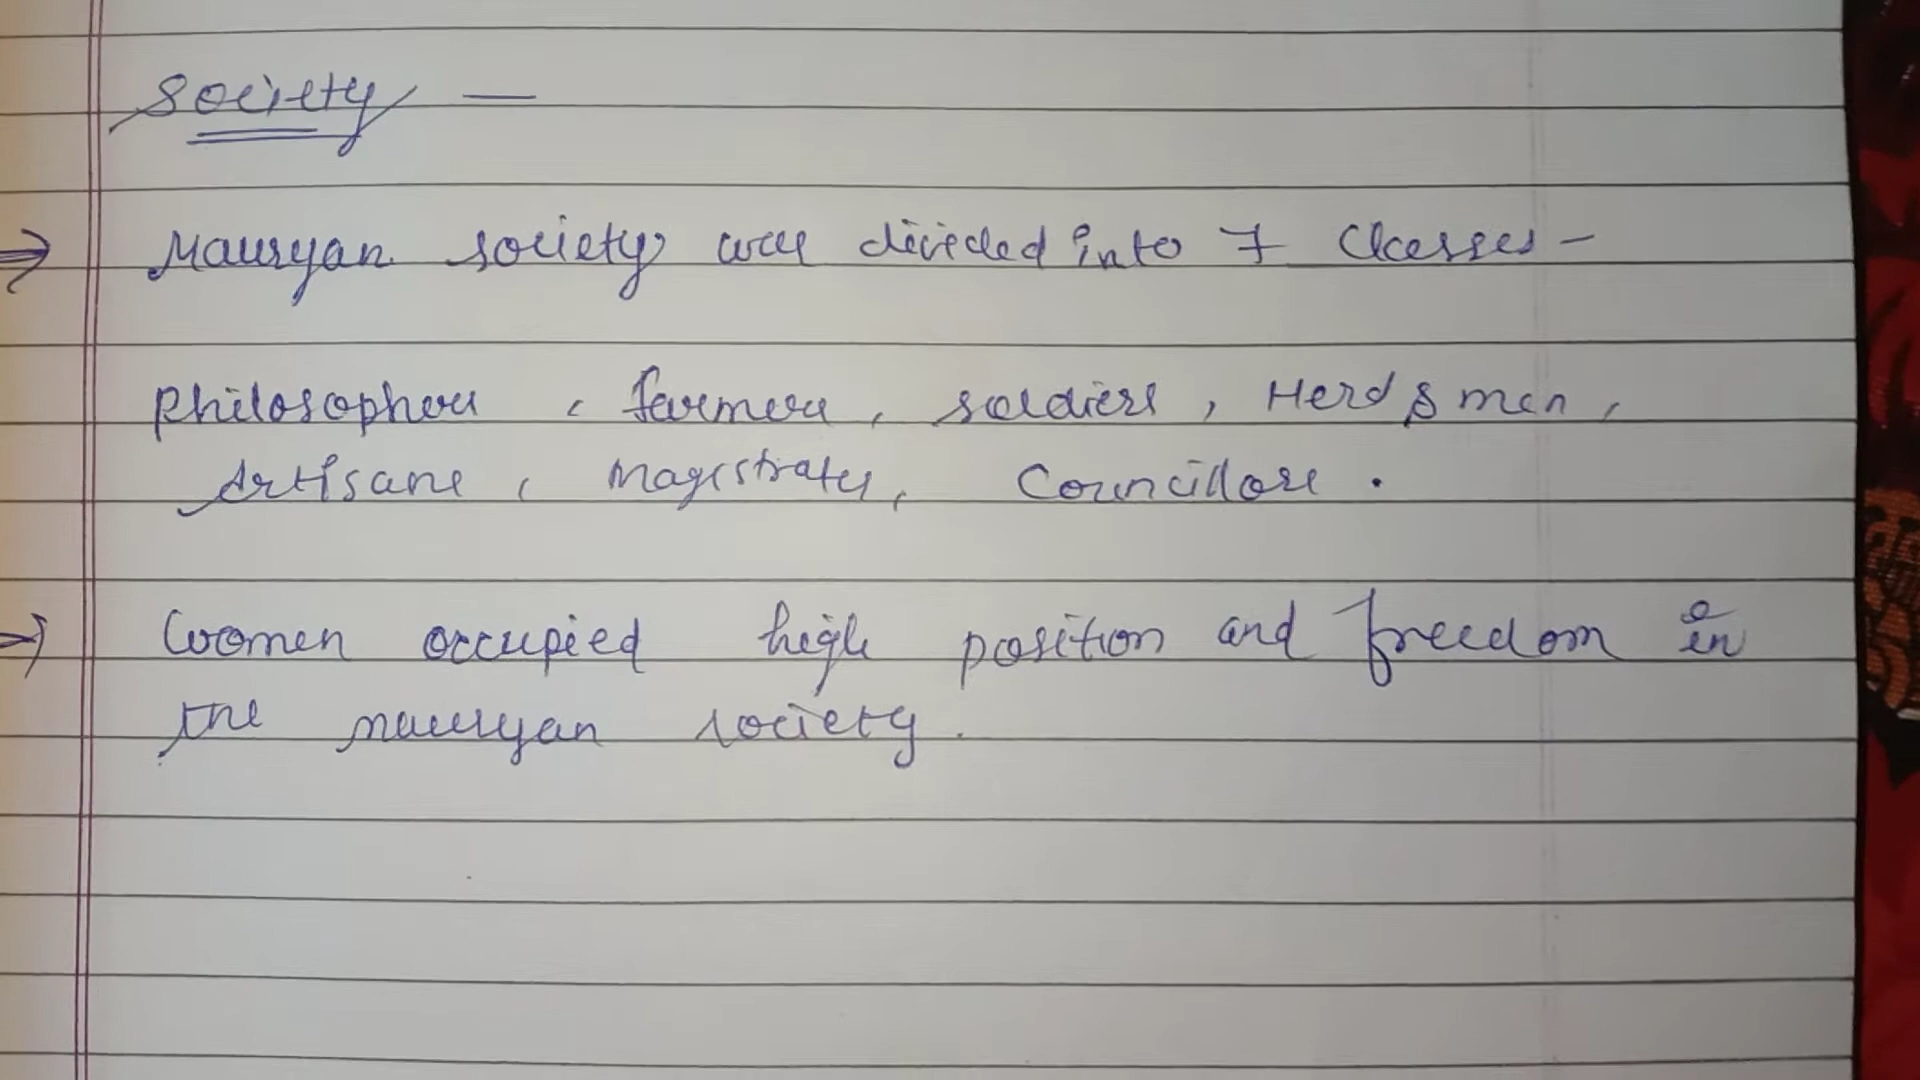 Society —
⇒ Mauryan society was divided into 7 classes -
Philosophers, farmers, soldiers, Herdsmen,
Artisans, Magistrates, Councillors.
⇒ Women occupied high position and freedom in
the mauryan society.